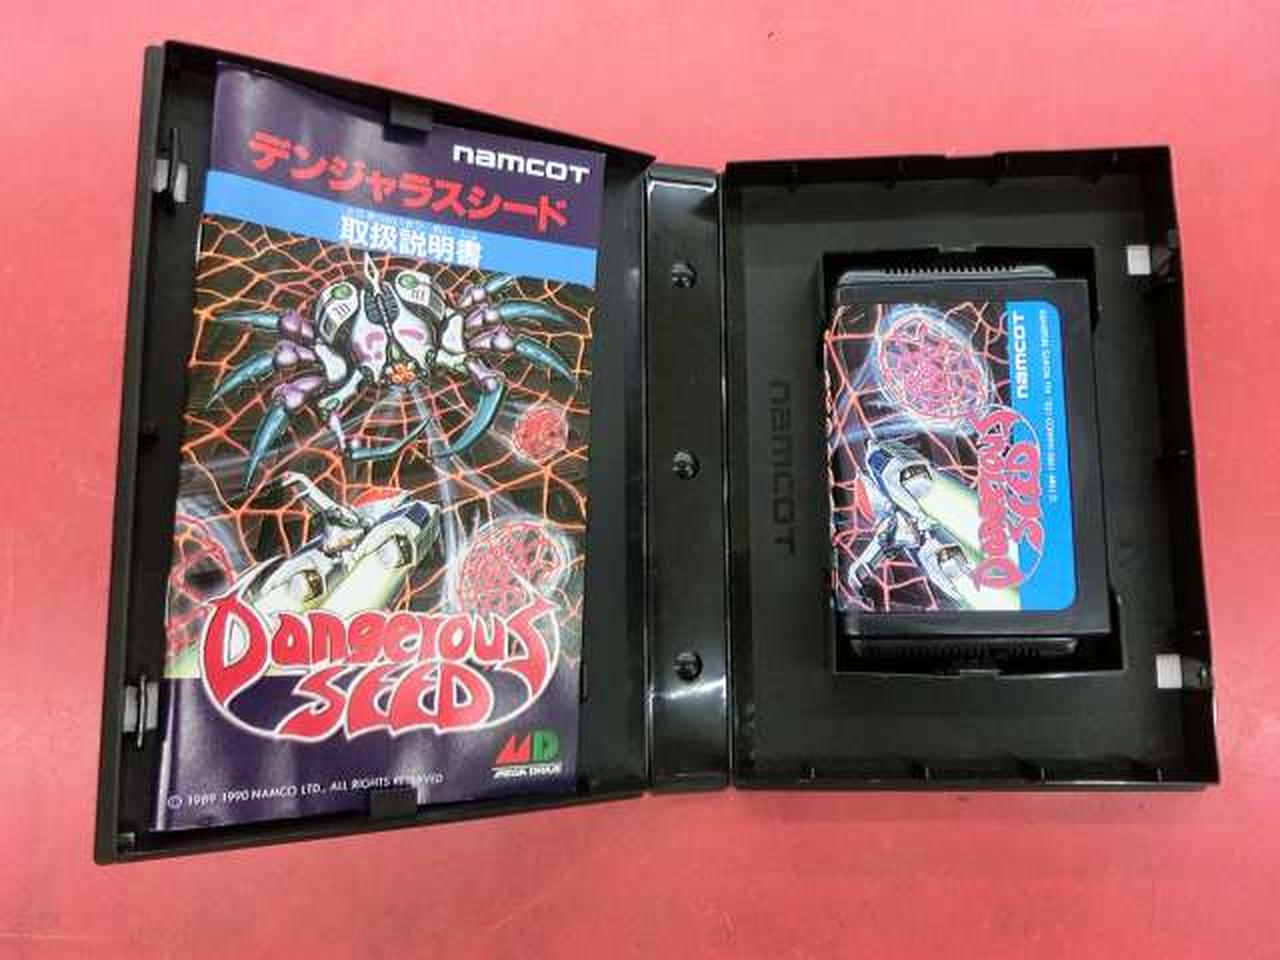 namcot
デンジャラスシード
取扱説明書
Dangerous
SEED
MD
MEGA DRIVE
© 1989 1990 NAMCO LTD., ALL RIGHTS RESERVED
namcot
namcot
Dangerous
SEED